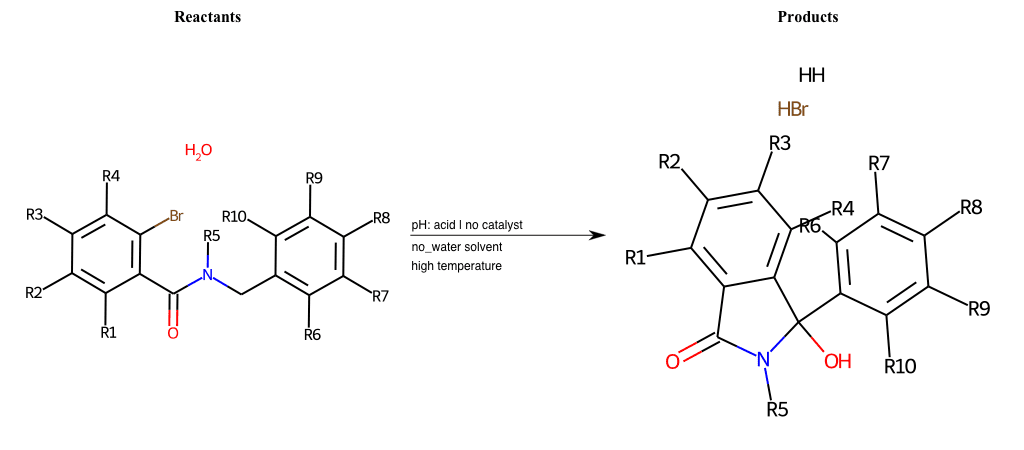 Reactants
Products
HH
HBr
H2O
R4
R3
Br
R10
R9
R8
R5
N
R2
R1
O
R7
R6
pH: acid | no catalyst
no_water solvent
high temperature
R3
R2
R7
R4
R6
R8
R1
R9
O
N
OH
R10
R5